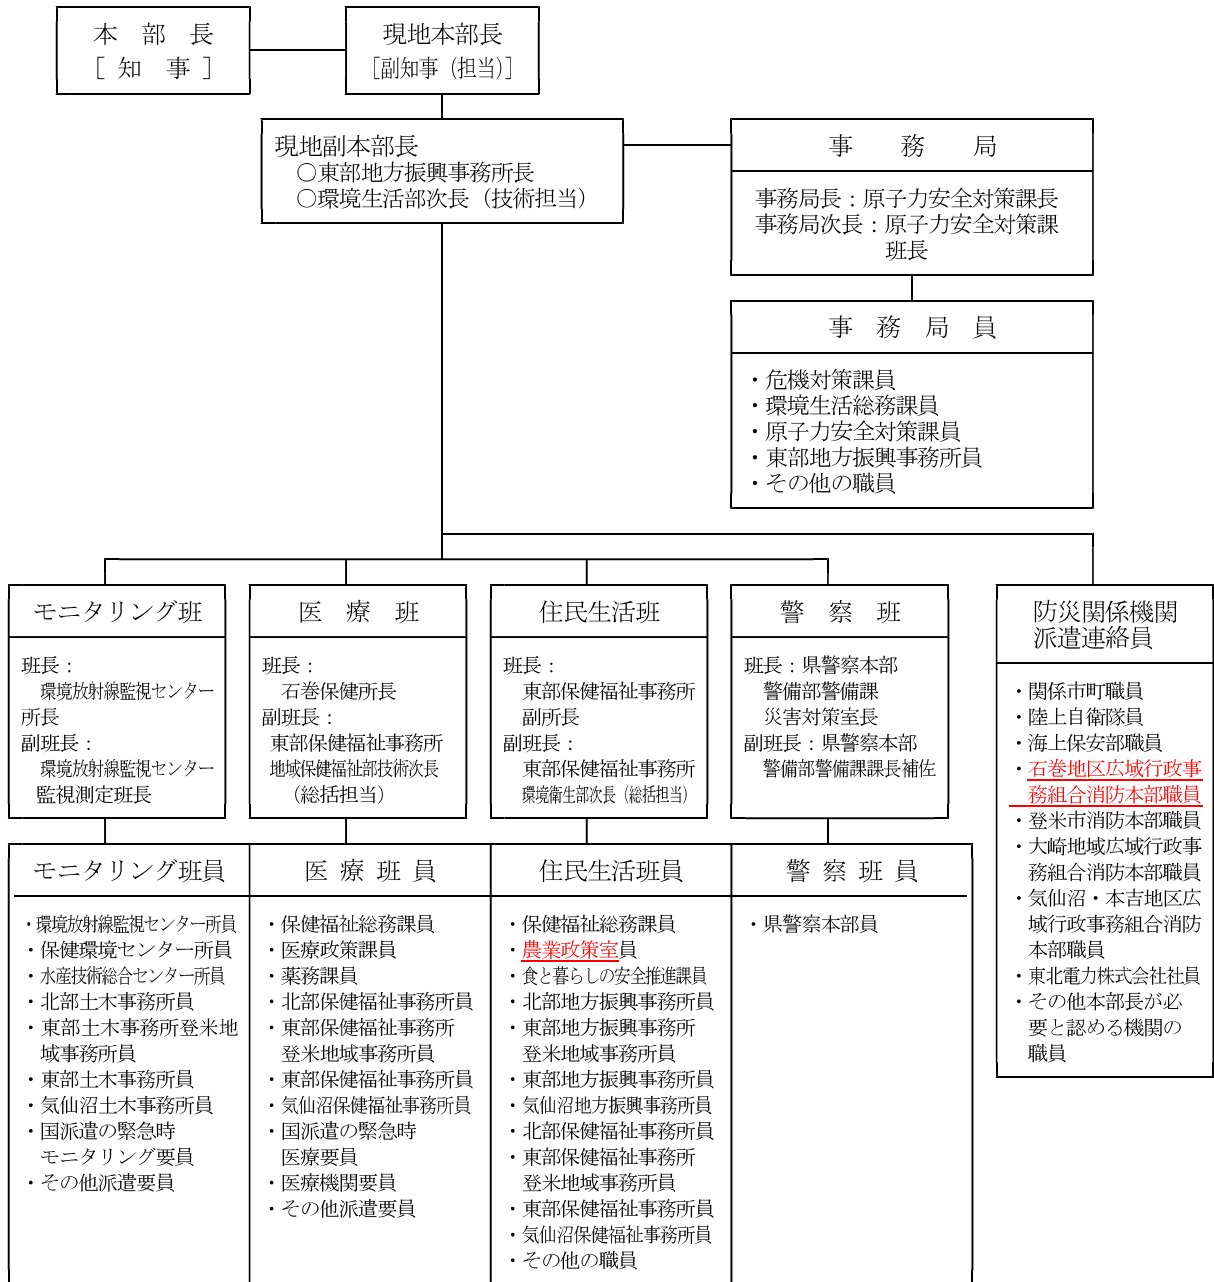 本　部　長
［ 知　事 ］
現地本部長
［副知事（担当）］
現地副本部長
○東部地方振興事務所長
○環境生活部次長（技術担当）
事　務　局
事務局長：原子力安全対策課長
事務局次長：原子力安全対策課
班長
事　務　局　員
・危機対策課員
・環境生活総務課員
・原子力安全対策課員
・東部地方振興事務所員
・その他の職員
モニタリング班
班長：
環境放射線監視センター
所長
副班長：
環境放射線監視センター
監視測定班長
医　療　班
班長：
石巻保健所長
副班長：
東部保健福祉事務所
地域保健福祉部技術次長
（総括担当）
住民生活班
班長：
東部保健福祉事務所
副所長
副班長：
東部保健福祉事務所
環境衛生部次長（総括担当）
警　察　班
班長：県警察本部
警備部警備課
災害対策室長
副班長：県警察本部
警備部警備課課長補佐
防災関係機関
派遣連絡員
・関係市町職員
・陸上自衛隊員
・海上保安部職員
・石巻地区広域行政事
務組合消防本部職員
・登米市消防本部職員
・大崎地域広域行政事
務組合消防本部職員
・気仙沼・本吉地区広
域行政事務組合消防
本部職員
・東北電力株式会社社員
・その他本部長が必
要と認める機関の
職員
モニタリング班員
・環境放射線監視センター所員
・保健環境センター所員
・水産技術総合センター所員
・北部土木事務所員
・東部土木事務所登米地
域事務所員
・東部土木事務所員
・気仙沼土木事務所員
・国派遣の緊急時
モニタリング要員
・その他派遣要員
医　療　班　員
・保健福祉総務課員
・医療政策課員
・薬務課員
・北部保健福祉事務所員
・東部保健福祉事務所
登米地域事務所員
・東部保健福祉事務所員
・気仙沼保健福祉事務所員
・国派遣の緊急時
医療要員
・医療機関要員
・その他派遣要員
住民生活班員
・保健福祉総務課員
・農業政策室員
・食と暮らしの安全推進課員
・北部地方振興事務所員
・東部地方振興事務所
登米地域事務所員
・東部地方振興事務所員
・気仙沼地方振興事務所員
・北部保健福祉事務所員
・東部保健福祉事務所
登米地域事務所員
・東部保健福祉事務所員
・気仙沼保健福祉事務所員
・その他の職員
警　察　班　員
・県警察本部員